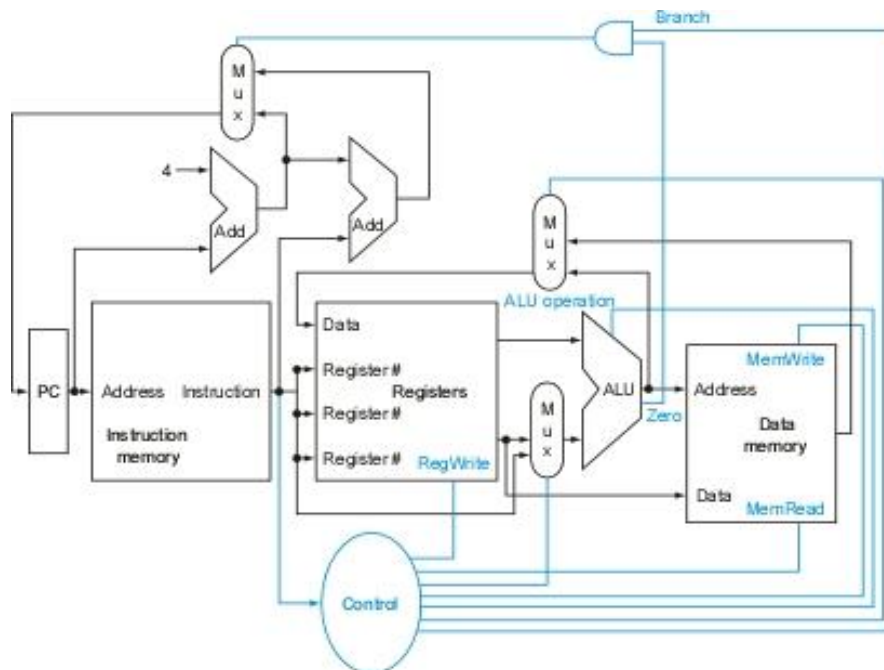 Branch
M
u
x
4
Add
Add
M
u
x
ALU operation
Data
MemWrite
PC
Address
Instruction
Register #
Registers
M
u
x
ALU
Address
Instruction
memory
Register #
Zero
Data
memory
Register #
RegWrite
Data
MemRead
Control